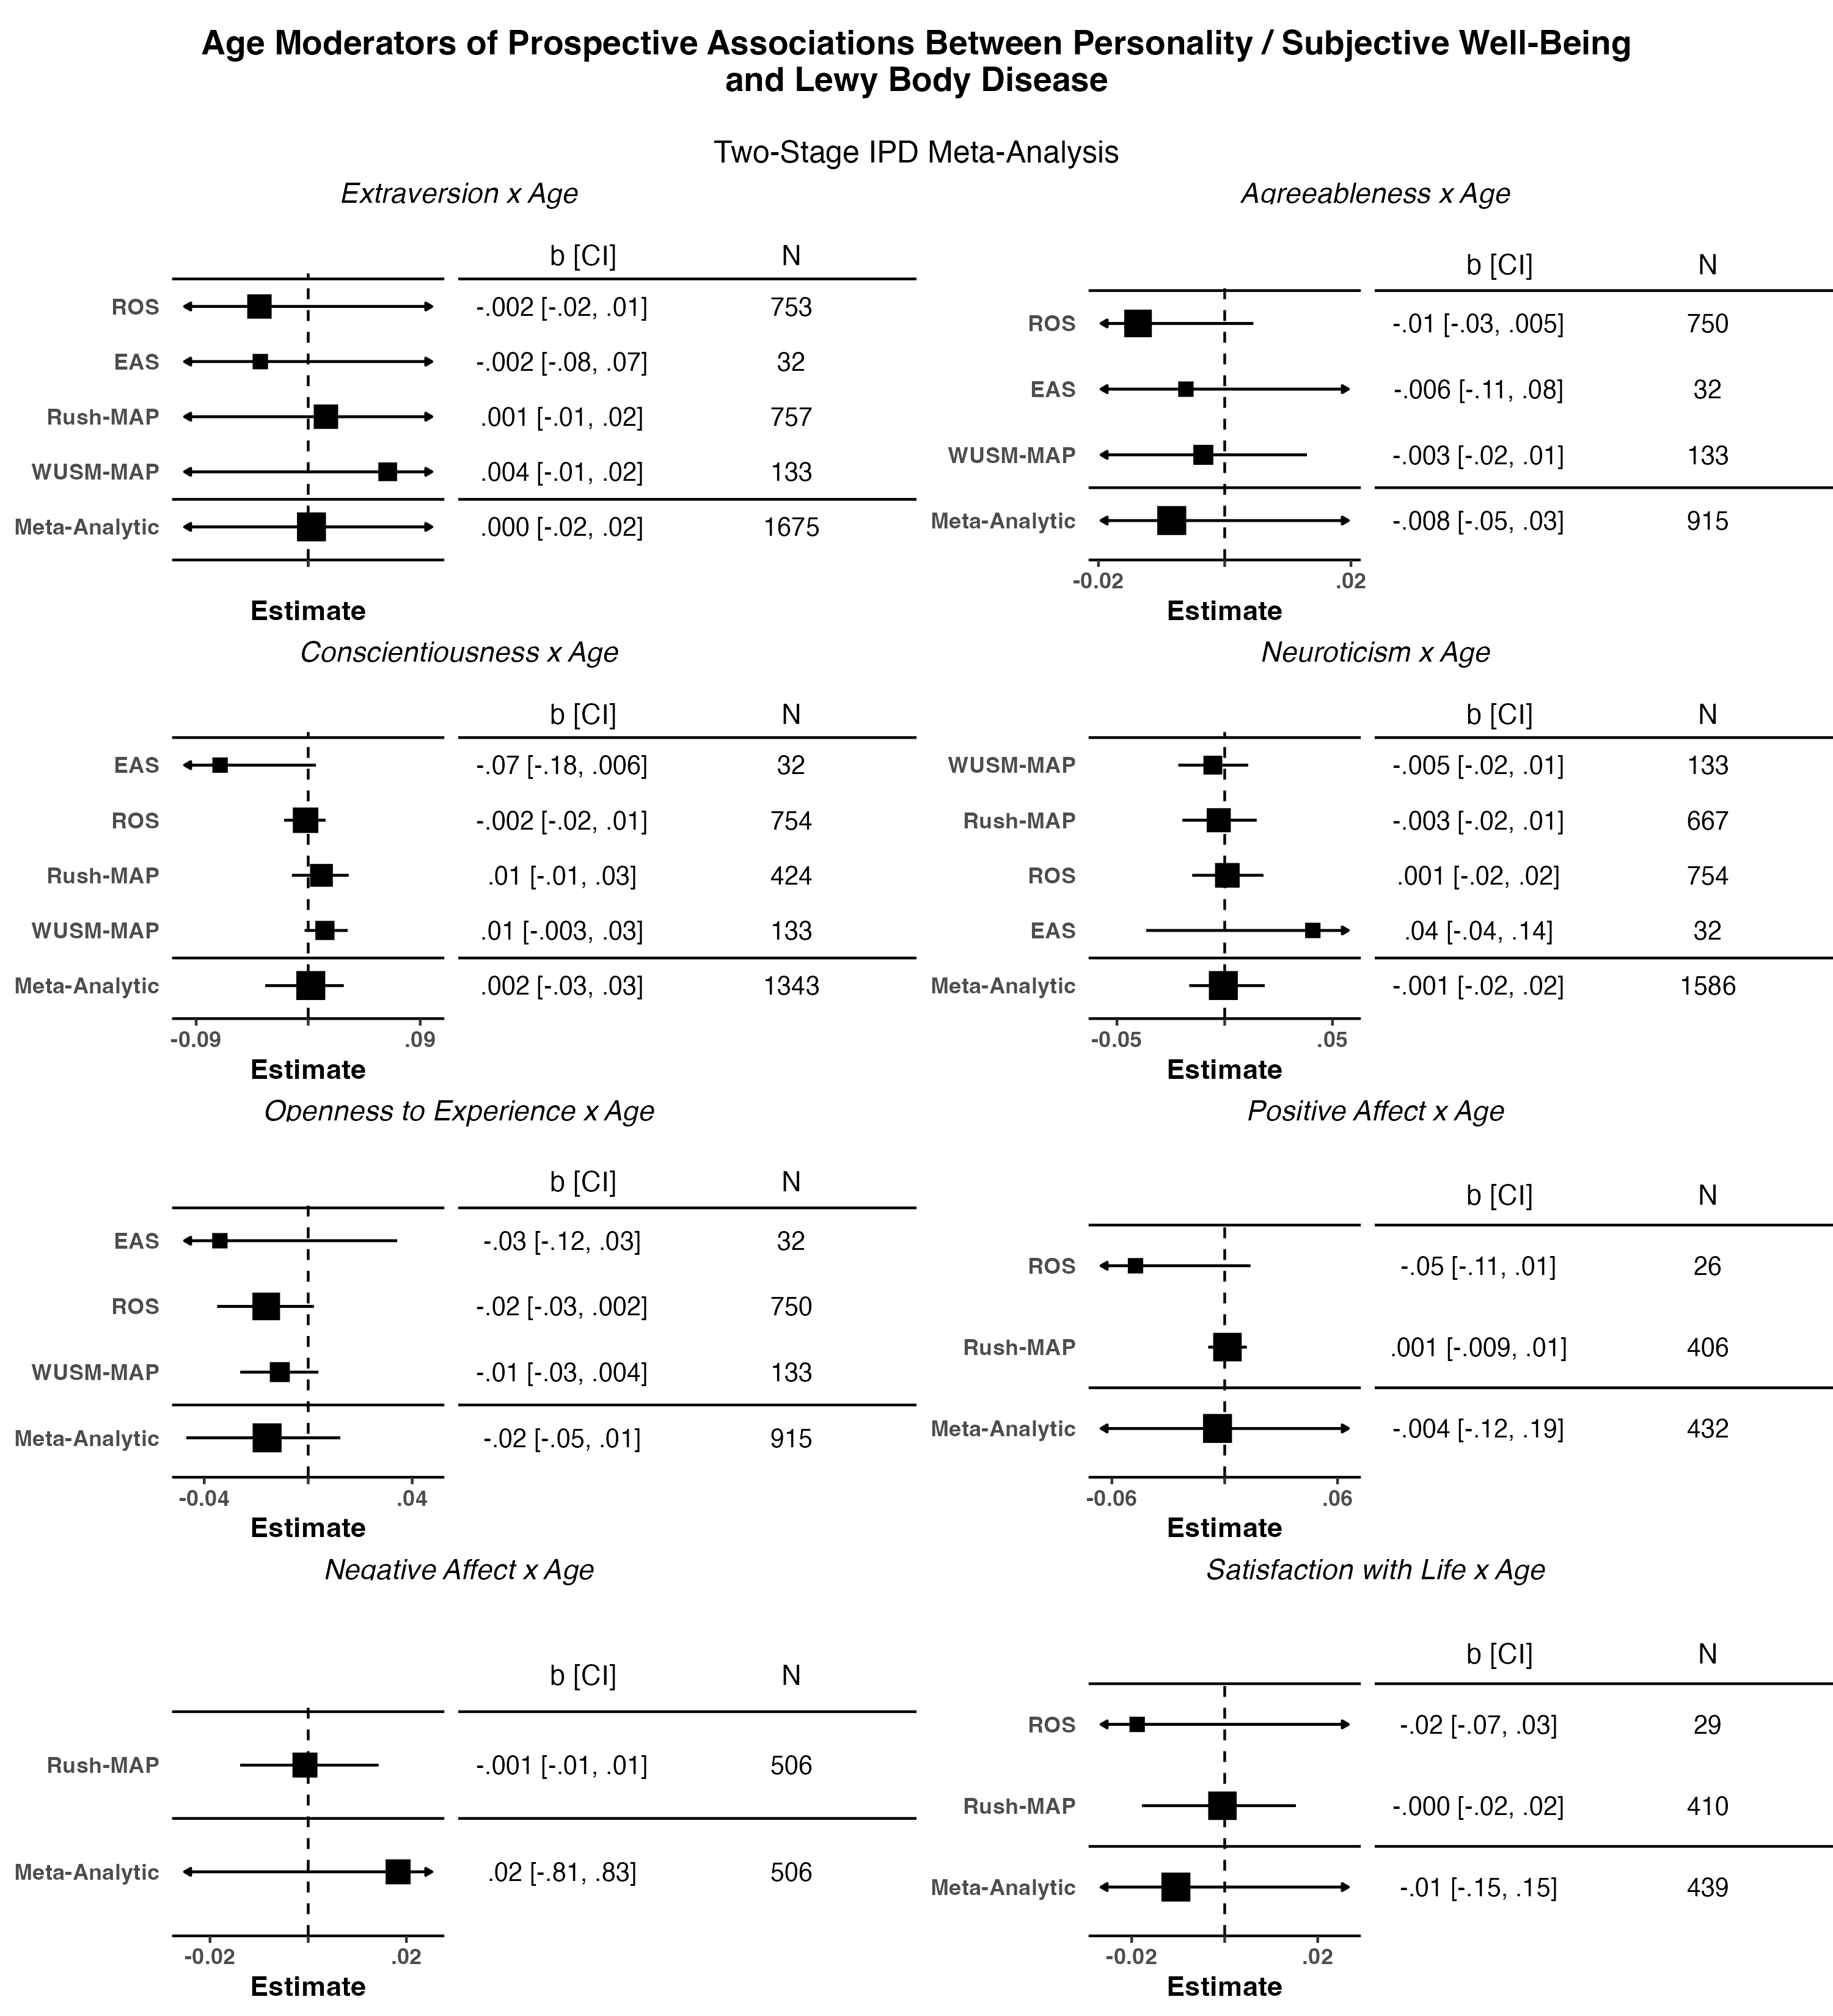 Age Moderators of Prospective Associations Between Personality / Subjective Well-Being
and Lewy Body Disease
Two-Stage IPD Meta-Analysis
Extraversion x Age
b [CI] N
ROS -.002 [-.02, .01] 753
EAS -.002 [-.08, .07] 32
Rush-MAP .001 [-.01, .02] 757
WUSM-MAP .004 [-.01, .02] 133
Meta-Analytic .000 [-.02, .02] 1675
Estimate
Agreeableness x Age
b [CI] N
ROS -.01 [-.03, .005] 750
EAS -.006 [-.11, .08] 32
WUSM-MAP -.003 [-.02, .01] 133
Meta-Analytic -.008 [-.05, .03] 915
-0.02 .02
Estimate
Conscientiousness x Age
b [CI] N
EAS -.07 [-.18, .006] 32
ROS -.002 [-.02, .01] 754
Rush-MAP .01 [-.01, .03] 424
WUSM-MAP .01 [-.003, .03] 133
Meta-Analytic .002 [-.03, .03] 1343
-0.09 .09
Estimate
Neuroticism x Age
b [CI] N
WUSM-MAP -.005 [-.02, .01] 133
Rush-MAP -.003 [-.02, .01] 667
ROS .001 [-.02, .02] 754
EAS .04 [-.04, .14] 32
Meta-Analytic -.001 [-.02, .02] 1586
-0.05 .05
Estimate
Openness to Experience x Age
b [CI] N
EAS -.03 [-.12, .03] 32
ROS -.02 [-.03, .002] 750
WUSM-MAP -.01 [-.03, .004] 133
Meta-Analytic -.02 [-.05, .01] 915
-0.04 .04
Estimate
Positive Affect x Age
b [CI] N
ROS -.05 [-.11, .01] 26
Rush-MAP .001 [-.009, .01] 406
Meta-Analytic -.004 [-.12, .19] 432
-0.06 .06
Estimate
Negative Affect x Age
b [CI] N
Rush-MAP -.001 [-.01, .01] 506
Meta-Analytic .02 [-.81, .83] 506
-0.02 .02
Estimate
Satisfaction with Life x Age
b [CI] N
ROS -.02 [-.07, .03] 29
Rush-MAP -.000 [-.02, .02] 410
Meta-Analytic -.01 [-.15, .15] 439
-0.02 .02
Estimate